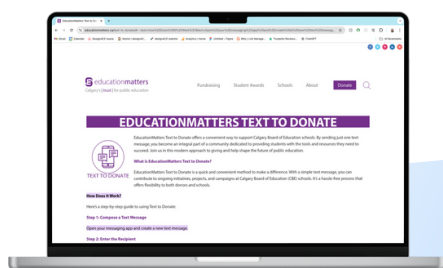 educationmatters
Calgary's trust for public education
Fundraising Student Awards Schools About Donate
EDUCATIONMATTERS TEXT TO DONATE
EducationMatters Text to Donate offers a convenient way to support Calgary Board of Education schools. By sending just one text
message, you become an integral part of a community dedicated to providing students with the tools and resources they need to
succeed. Join us in this modern approach to giving and help shape the future of public education.
What is EducationMatters Text to Donate?
EducationMatters Text to Donate is a quick and convenient method to make a difference. With a simple text message, you can
contribute to ongoing initiatives, projects, and campaigns at Calgary Board of Education (CBE) schools. It's a hassle-free process that
offers flexibility to both donors and schools.
TEXT TO DONATE
How Does It Work?
Here's a step-by-step guide to using Text to Donate:
Step 1: Compose a Text Message
Open your messaging app and create a new text message.
Step 2: Enter the Recipient